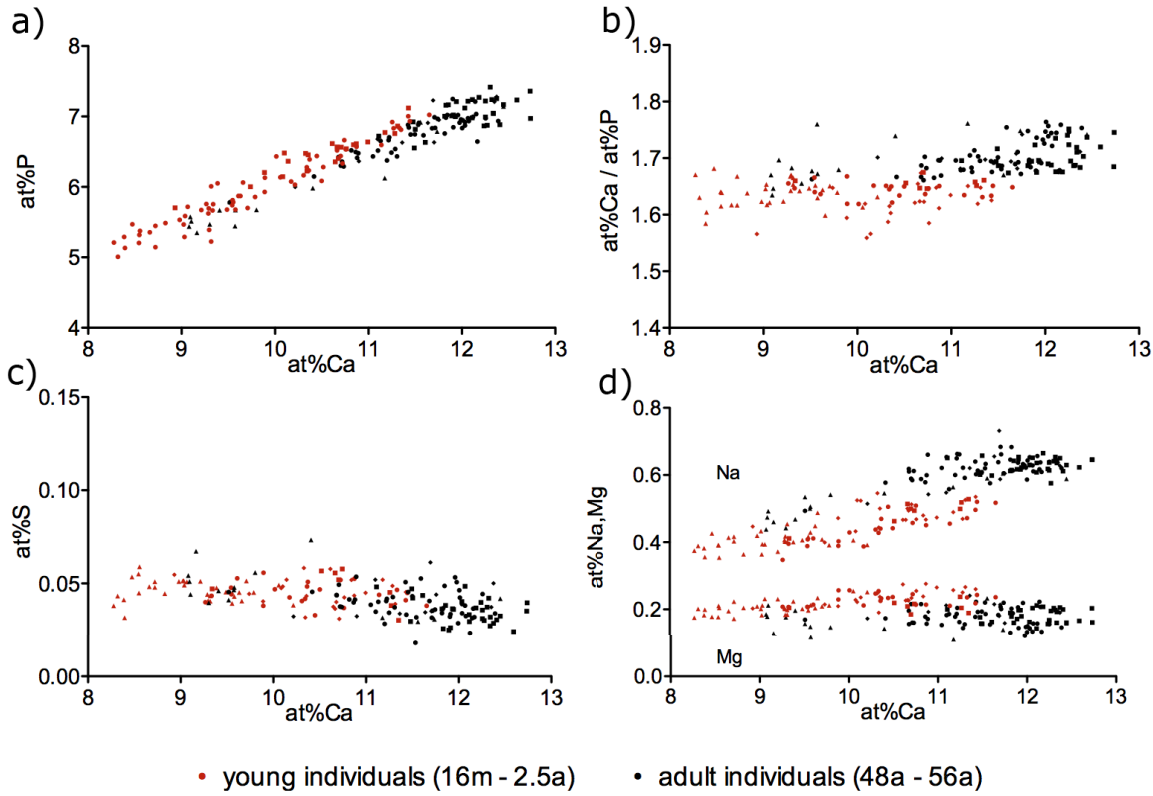 a)
8
7
6
5
4
at%P
8 9 10 11 12 13
at%Ca
b)
1.9
1.8
1.7
1.6
1.5
1.4
at%Ca / at%P
8 9 10 11 12 13
at%Ca
c)
0.15
0.10
0.05
0.00
at%S
8 9 10 11 12 13
at%Ca
d)
0.8
0.6
0.4
0.2
0.0
at%Na,Mg
Na
Mg
8 9 10 11 12 13
at%Ca
young individuals (16m - 2.5a)
adult individuals (48a - 56a)